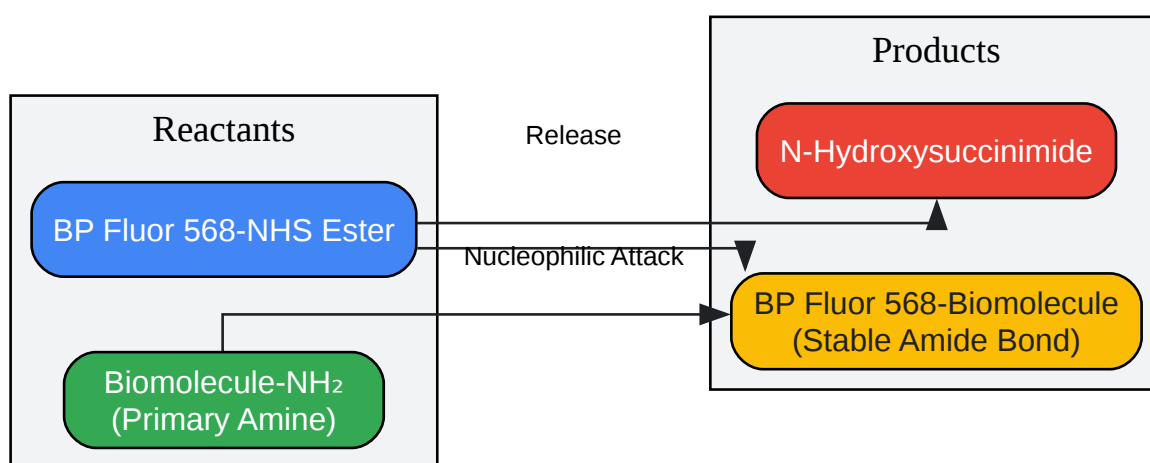 Reactants
BP Fluor 568-NHS Ester
Biomolecule-NH₂
(Primary Amine)
Release
Nucleophilic Attack
Products
N-Hydroxysuccinimide
BP Fluor 568-Biomolecule
(Stable Amide Bond)